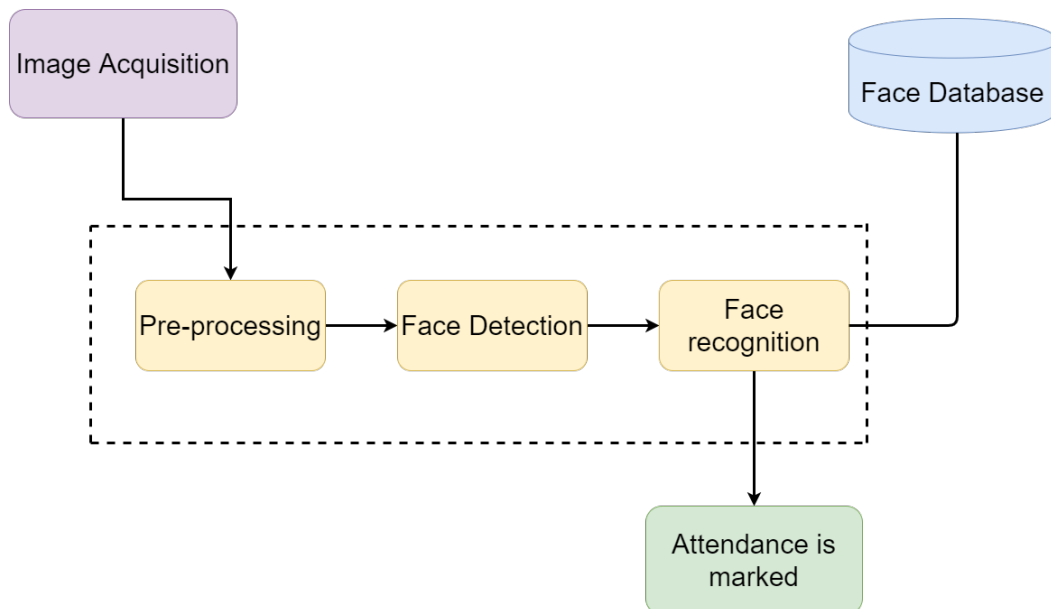 Image Acquisition
Face Database
Pre-processing
Face Detection
Face
recognition
Attendance is
marked